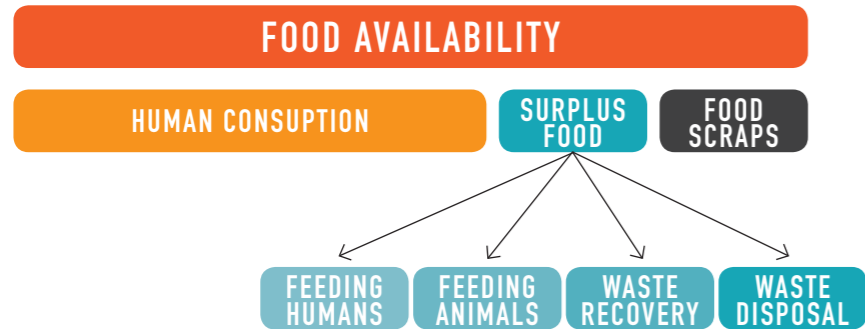 FOOD AVAILABILITY
HUMAN CONSUPTION
SURPLUS
FOOD
FOOD
SCRAPS
FEEDING
HUMANS
FEEDING
ANIMALS
WASTE
RECOVERY
WASTE
DISPOSAL